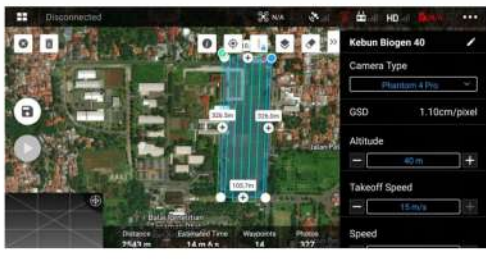 Disconnected
N/A
HD
Kebun Biogen 40
Camera Type
Phantom 4 Pro
GSD 1.10cm/pixel
Altitude
40 m
Takeoff Speed
15 m/s
Speed
326.5m
326.0m
100.7m
Jalan
Distance Estimated Time Waypoints Photos
2543 m 14 m 6 s 14 327